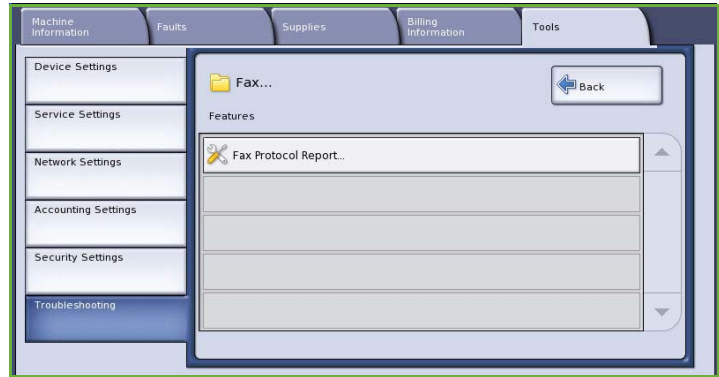 Machine
Information
Faults
Supplies
Billing
Information
Tools
Device Settings
Service Settings
Network Settings
Accounting Settings
Security Settings
Troubleshooting
Fax...
Back
Features
Fax Protocol Report...